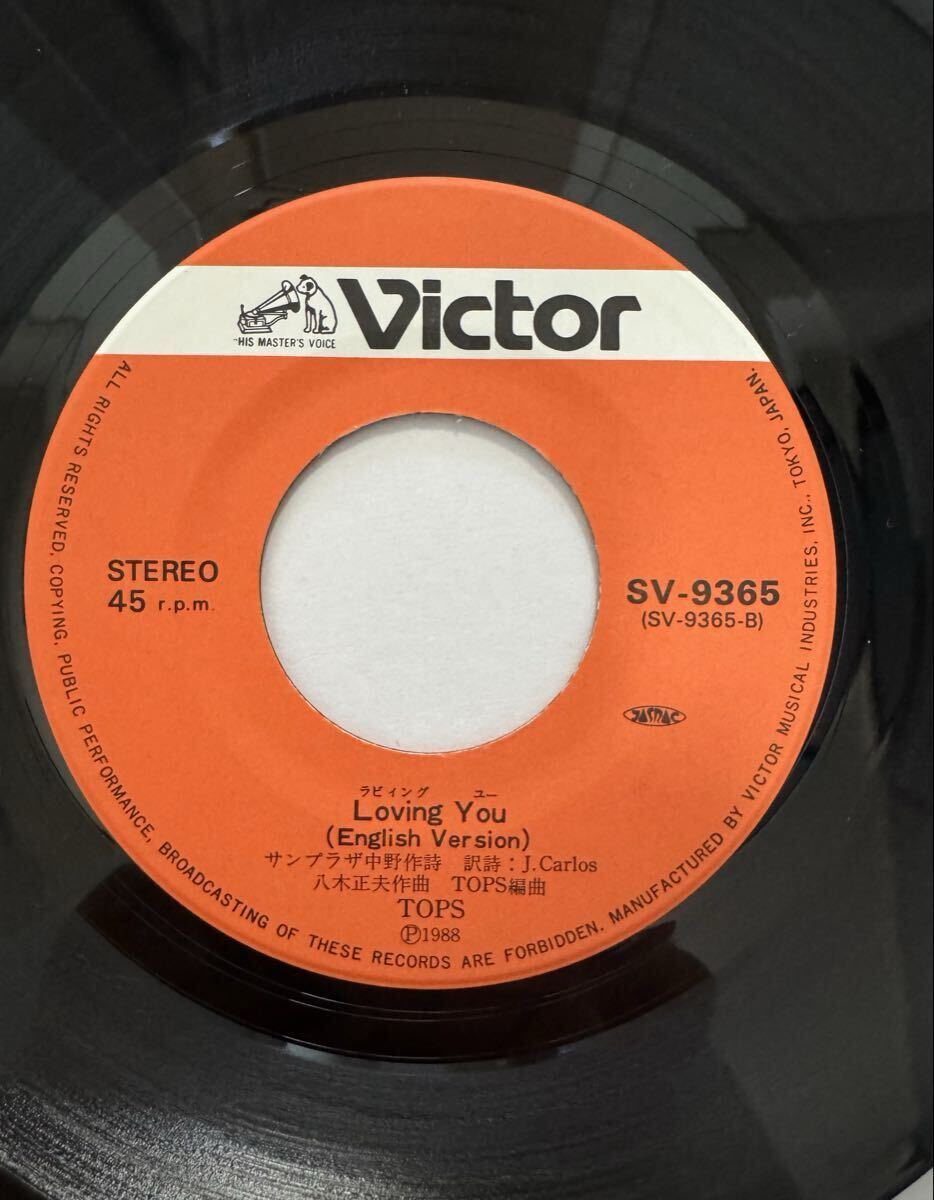 "HIS MASTER'S VOICE
Victor
STEREO
45 r.p.m.
SV-9365
(SV-9365-B)
JASRAC
ラビィング ユー
Loving You
(English Version)
サンプラザ中野作詩 訳詩：J.Carlos
八木正夫作曲 TOPS編曲
TOPS
Ⓟ1988
ALL RIGHTS RESERVED. COPYING, PUBLIC PERFORMANCE, BROADCASTING OF THESE RECORDS ARE FORBIDDEN. MANUFACTURED BY VICTOR MUSICAL INDUSTRIES, INC., TOKYO, JAPAN.